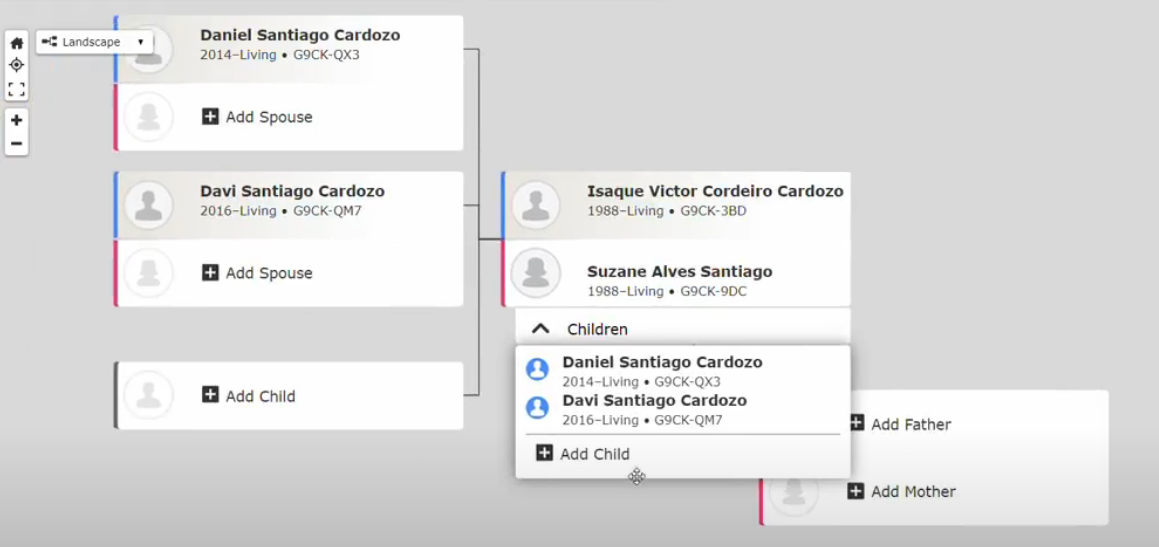 Landscape
Daniel Santiago Cardozo
2014–Living • G9CK-QX3
Add Spouse
Davi Santiago Cardozo
2016–Living • G9CK-QM7
Add Spouse
Add Child
Isaque Victor Cordeiro Cardozo
1988–Living • G9CK-3BD
Suzane Alves Santiago
1988–Living • G9CK-9DC
Children
Daniel Santiago Cardozo
2014–Living • G9CK-QX3
Davi Santiago Cardozo
2016–Living • G9CK-QM7
Add Child
Add Father
Add Mother